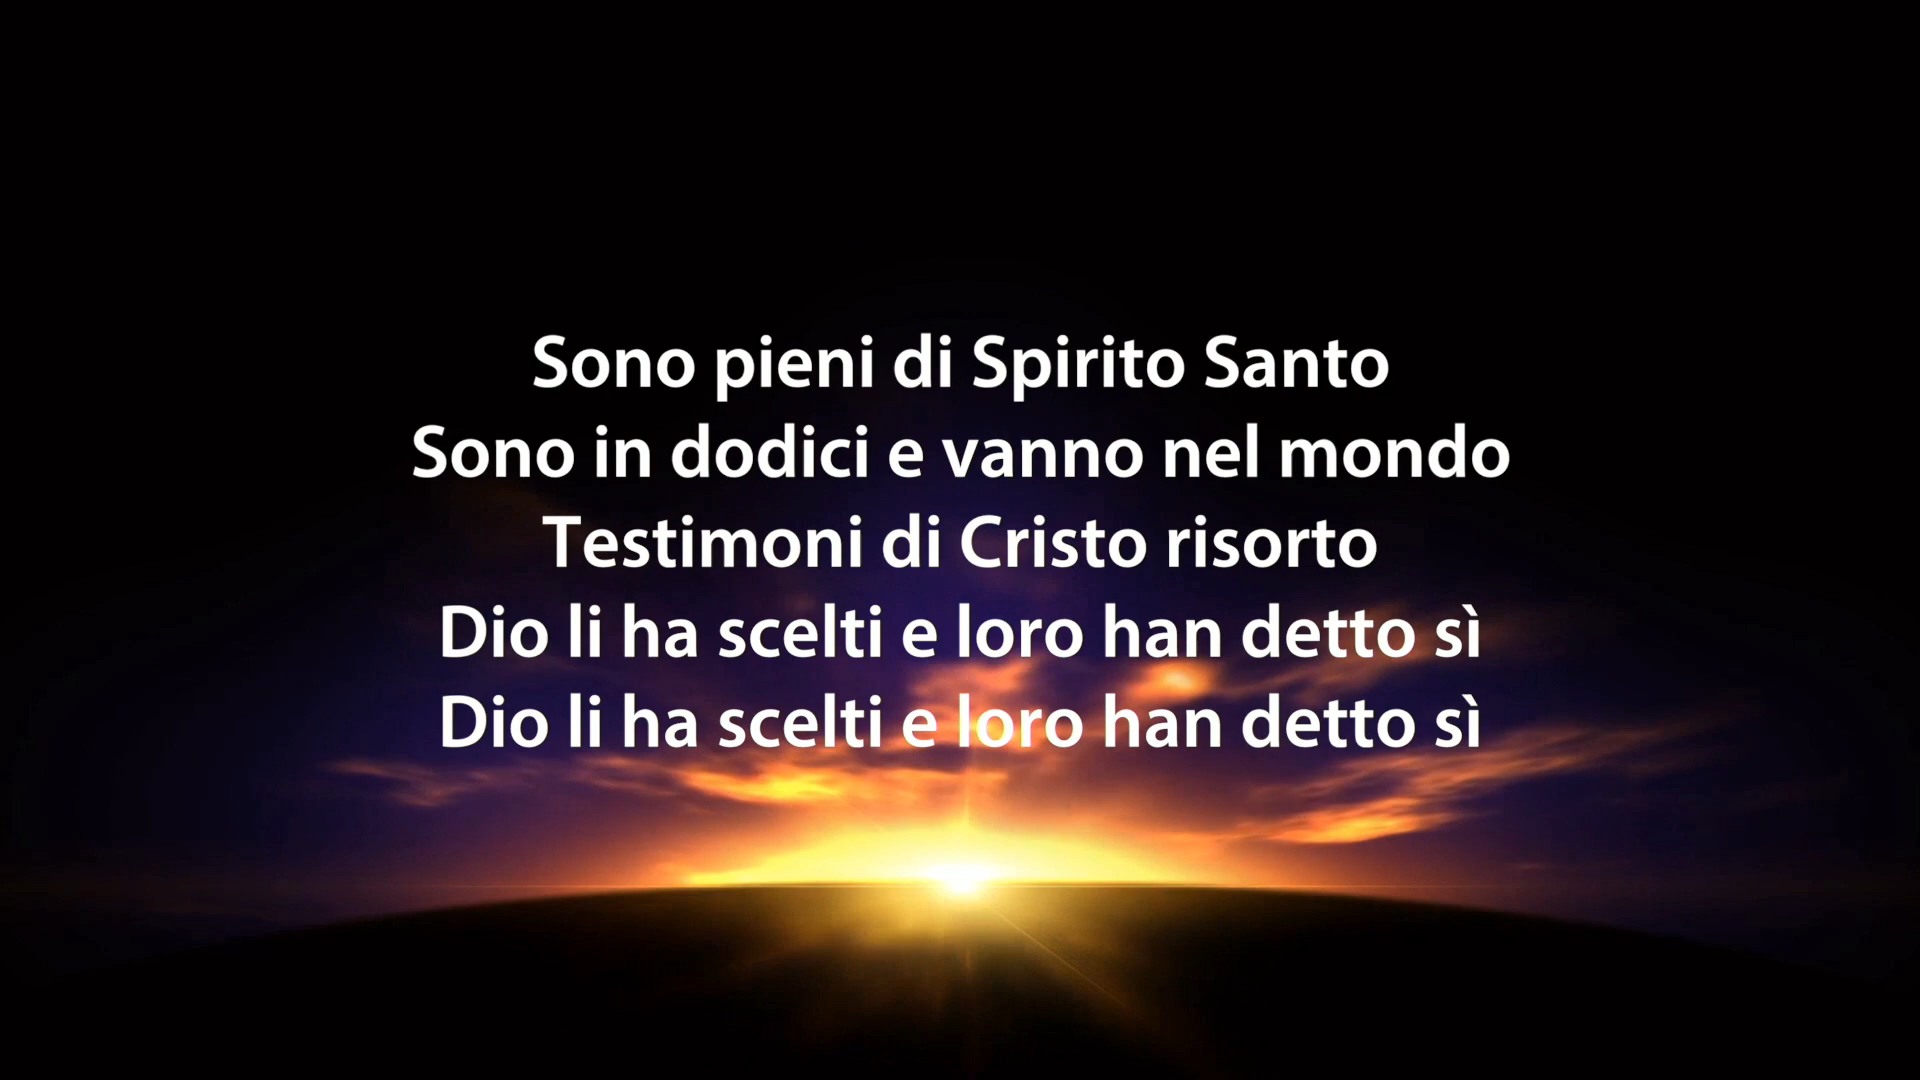 Sono pieni di Spirito Santo
Sono in dodici e vanno nel mondo
Testimoni di Cristo risorto
Dio li ha scelti e loro han detto sì
Dio li ha scelti e loro han detto sì